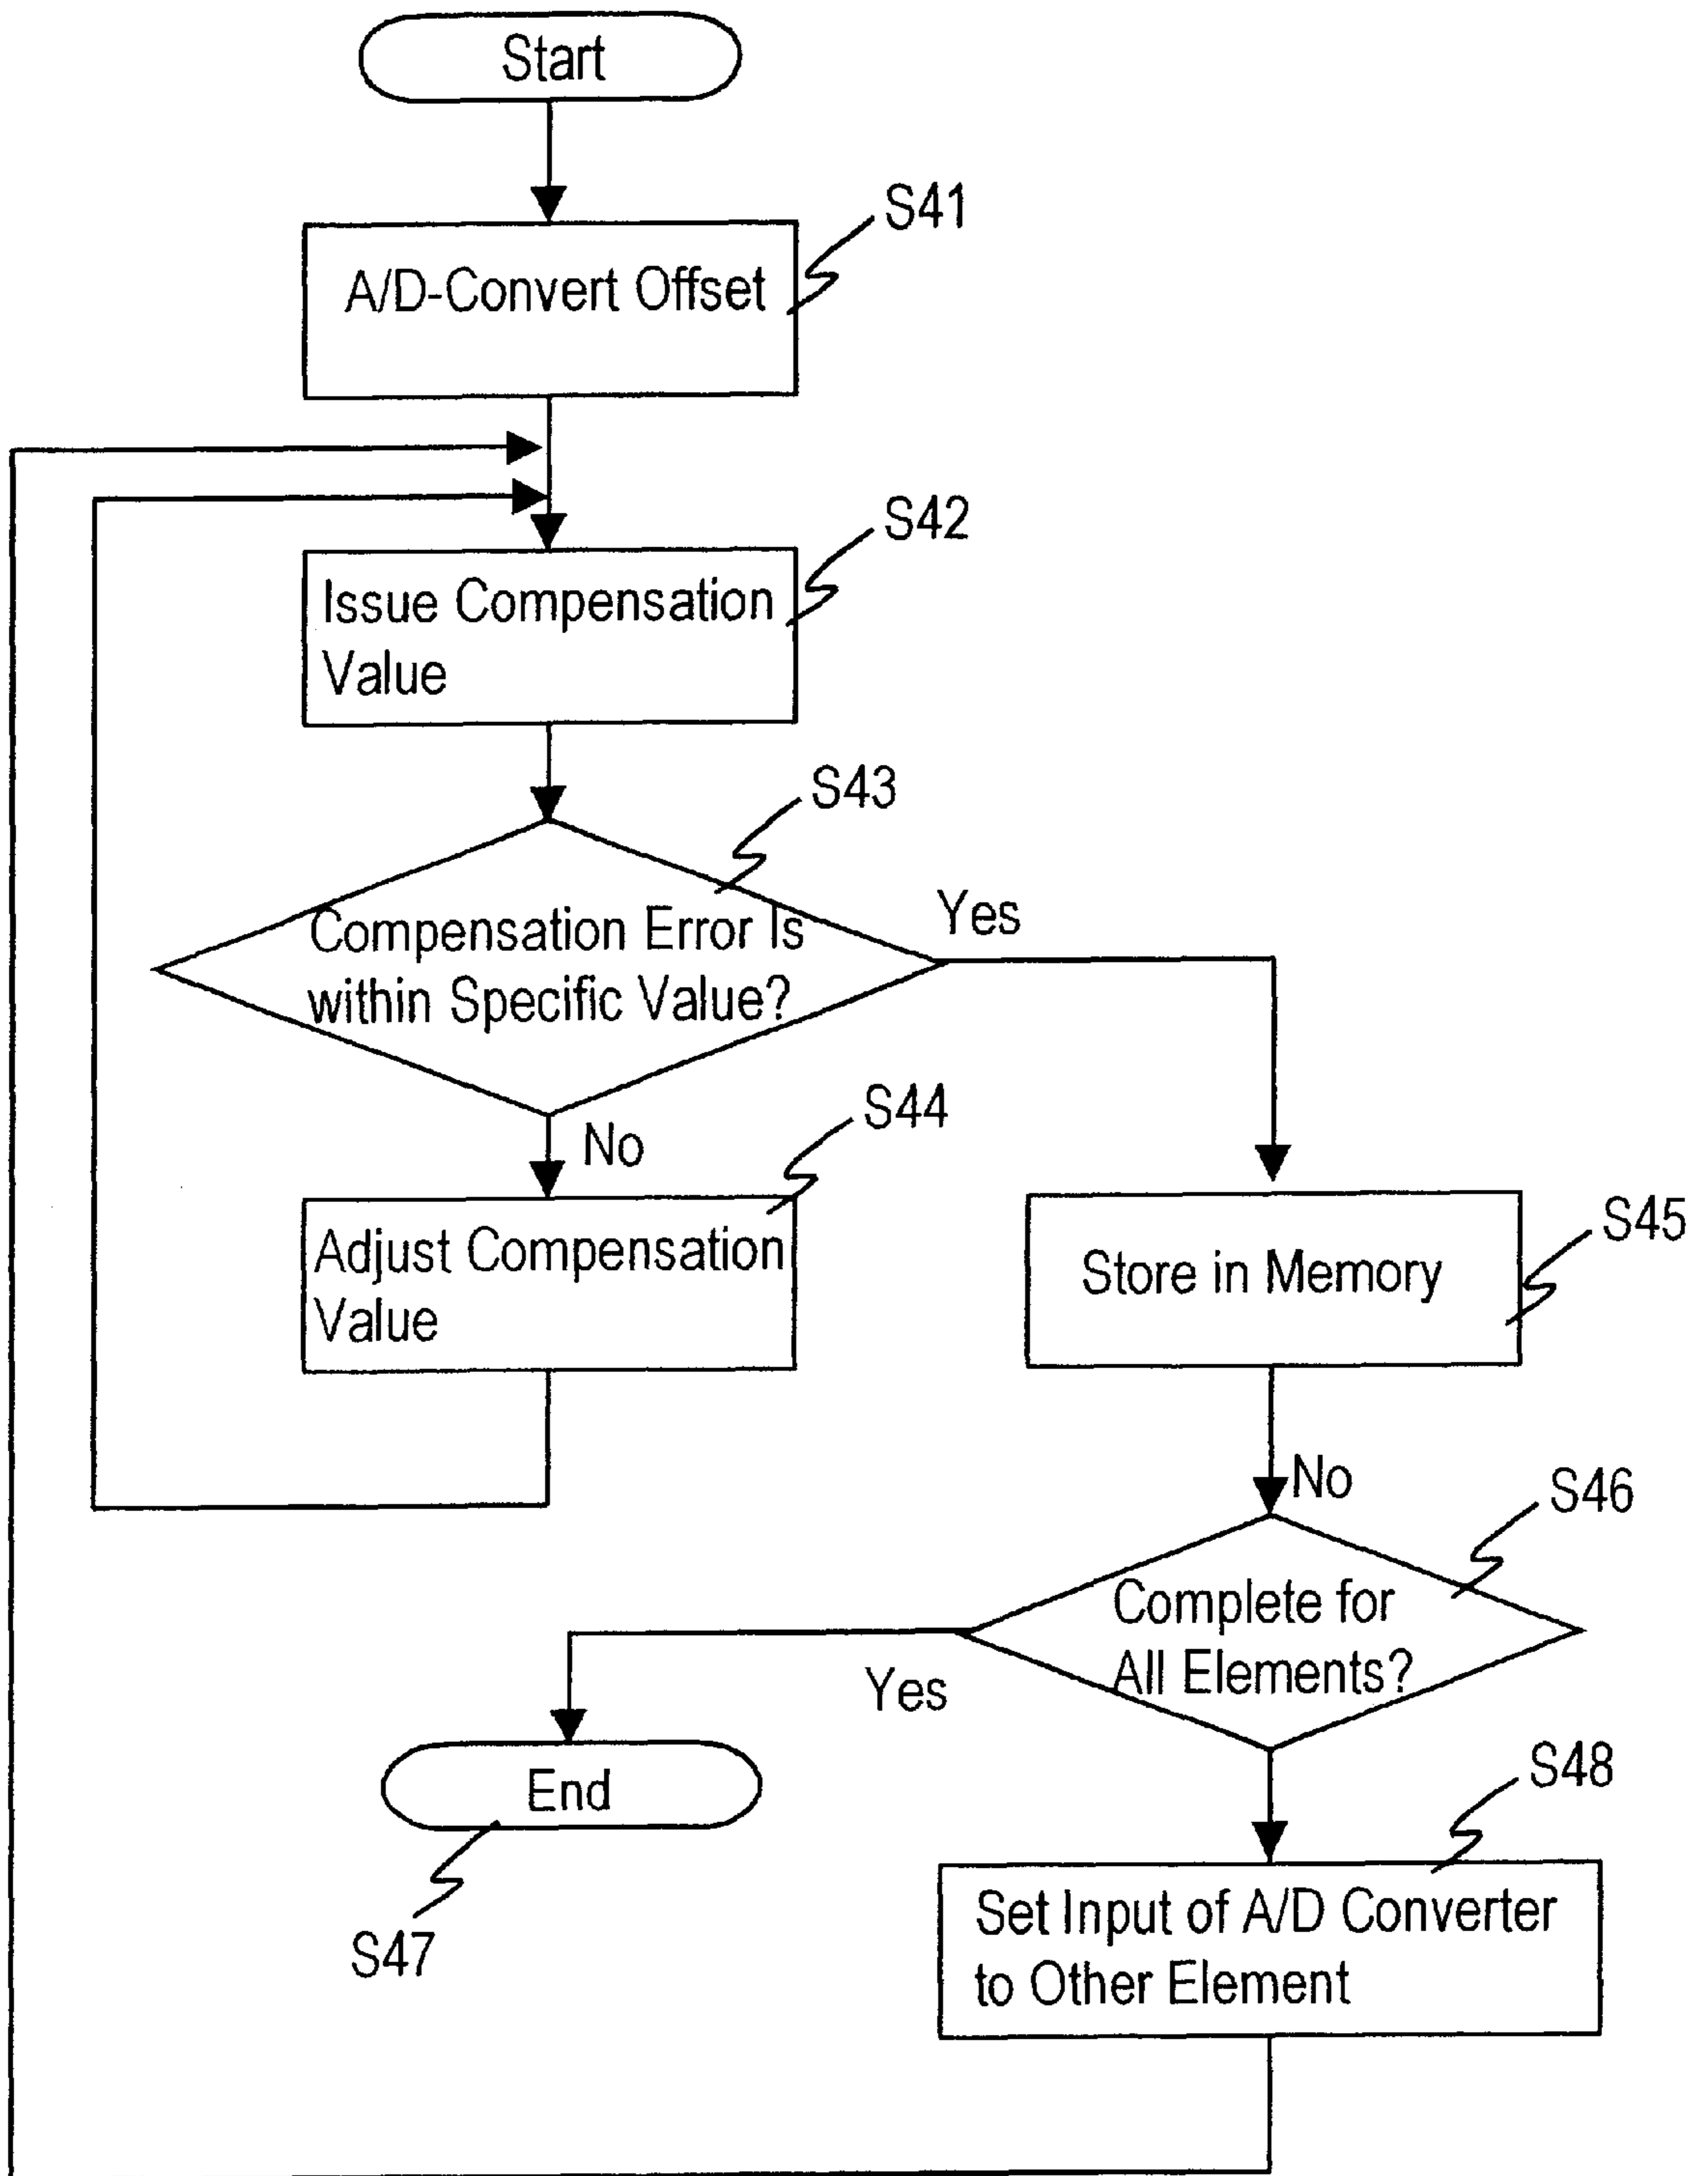 Start
S41
A/D-Convert Offset
S42
Issue Compensation
Value
S43
Compensation Error Is
within Specific Value?
Yes
No
S44
Adjust Compensation
Value
S45
Store in Memory
No
S46
Complete for
All Elements?
Yes
End
S47
S48
Set Input of A/D Converter
to Other Element